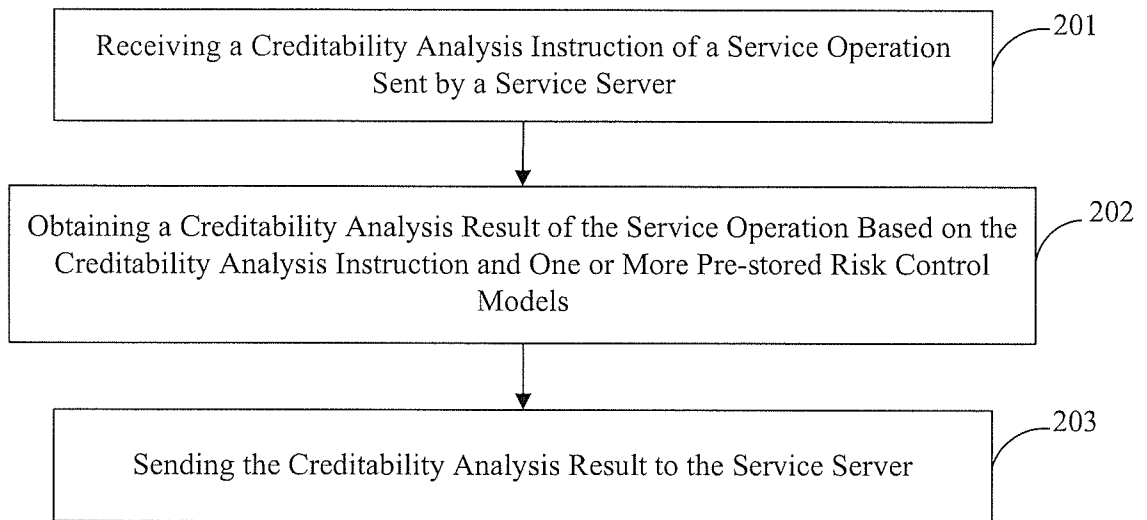 Receiving a Creditability Analysis Instruction of a Service Operation
Sent by a Service Server
201
Obtaining a Creditability Analysis Result of the Service Operation Based on the
Creditability Analysis Instruction and One or More Pre-stored Risk Control
Models
202
Sending the Creditability Analysis Result to the Service Server
203